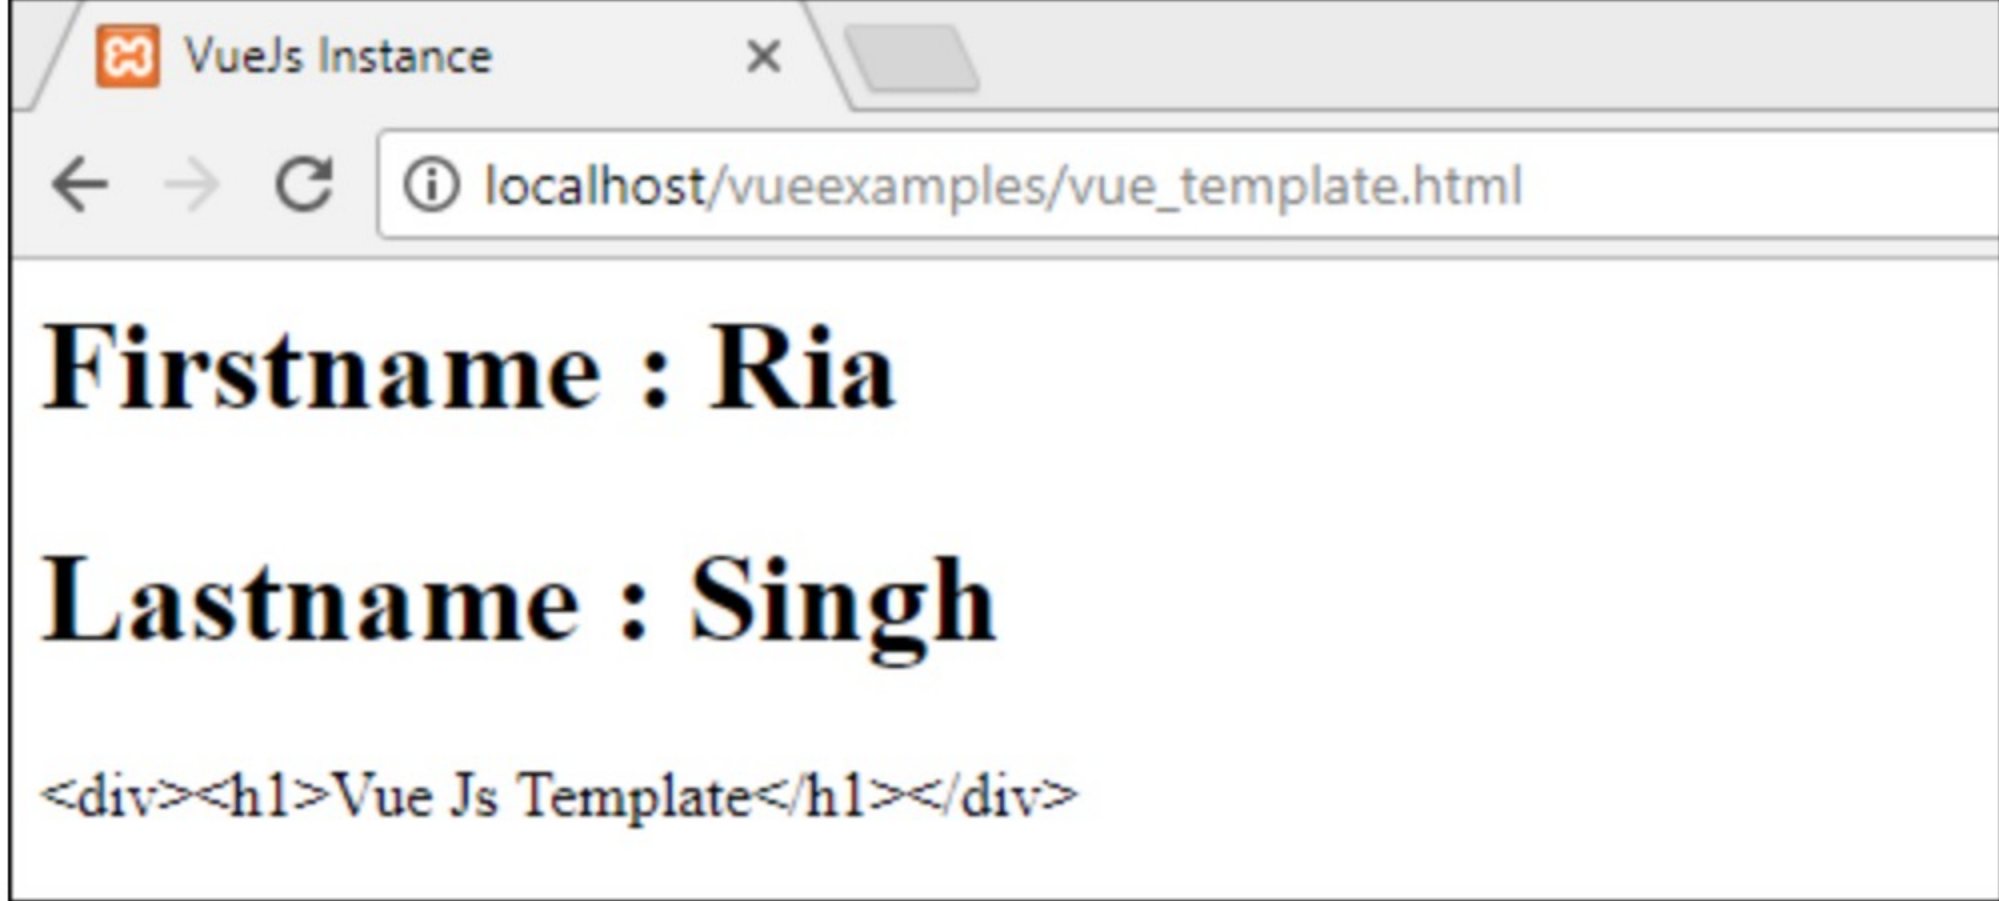 VueJs Instance
localhost/vueexamples/vue_template.html
Firstname : Ria
Lastname : Singh
<div><h1>Vue Js Template</h1></div>